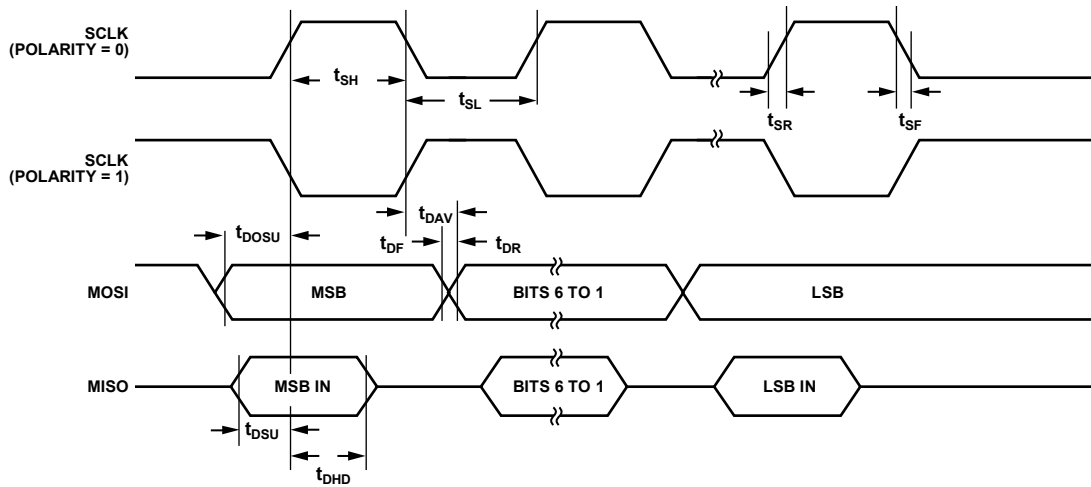 SCLK
(POLARITY = 0)
tSH
tSL
tSR
tSF
SCLK
(POLARITY = 1)
tDAV
tDOSU
tDF
tDR
MOSI
MSB
BITS 6 TO 1
LSB
MISO
MSB IN
BITS 6 TO 1
LSB IN
tDSU
tDHD